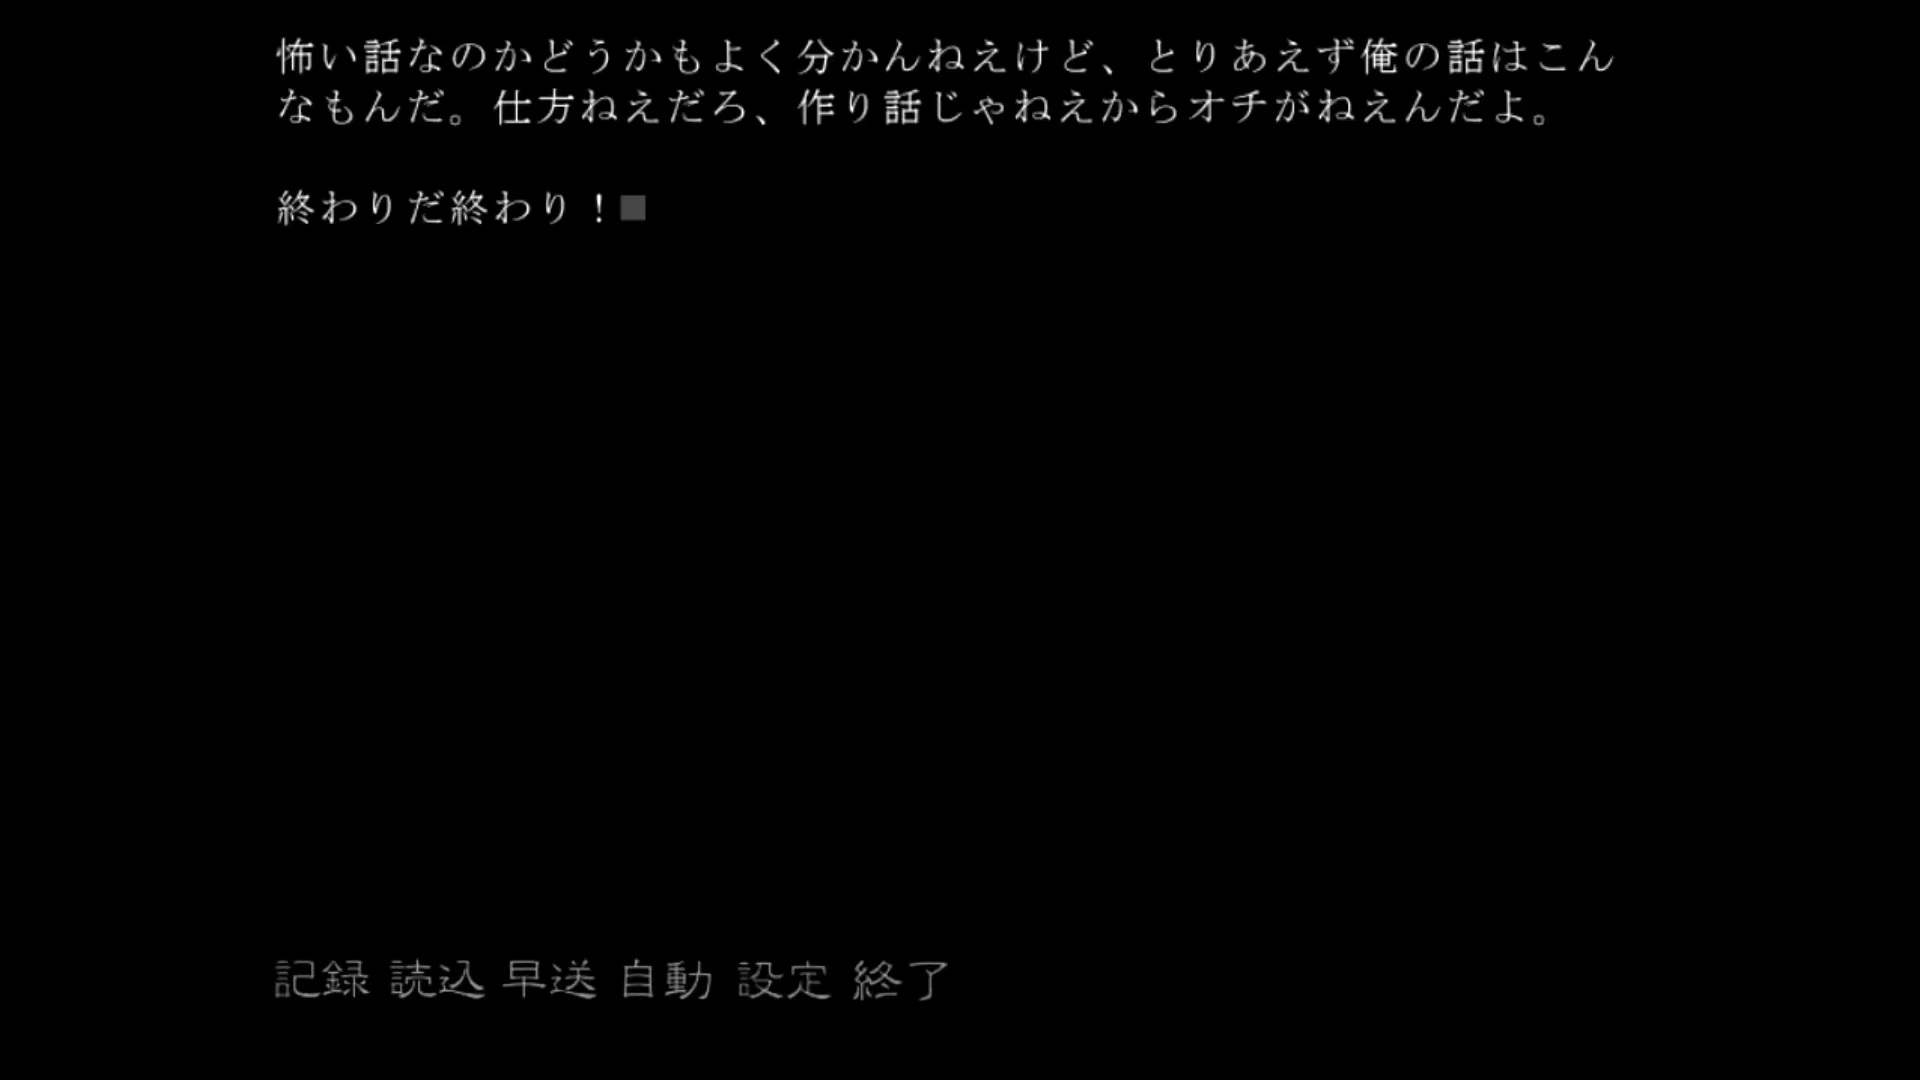 怖い話なのかどうかもよく分かんねえけど、とりあえず俺の話はこん
なもんだ。仕方ねえだろ、作り話じゃねえからオチがねえんだよ。
終わりだ終わり！
記録 読込 早送 自動 設定 終了